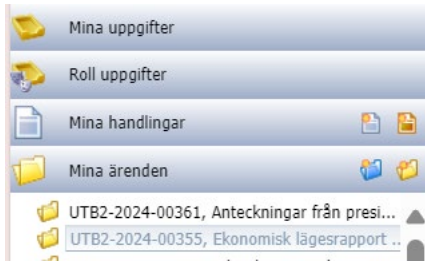 Mina uppgifter
Roll uppgifter
Mina handlingar
Mina ärenden
UTB2-2024-00361, Anteckningar från presi...
UTB2-2024-00355, Ekonomisk lägesrapport ..